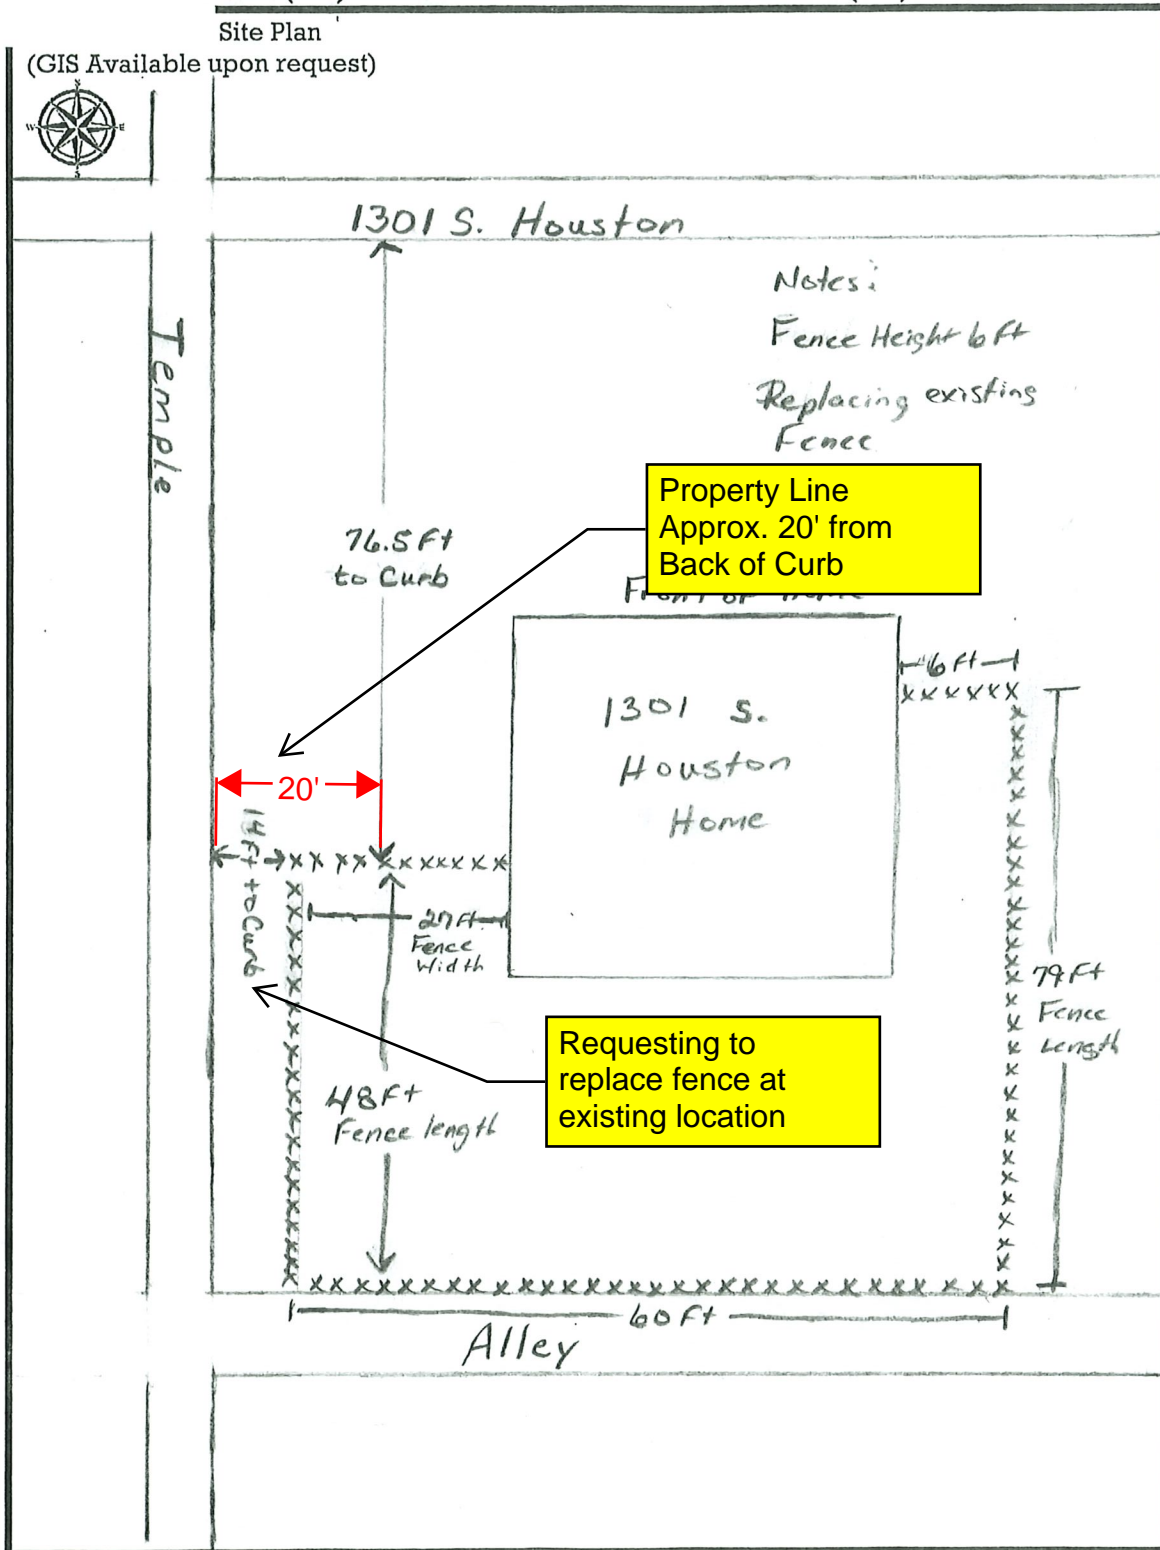 Site Plan
(GIS Available upon request)
S
W
E
S
1301 S. Houston
Notes:
Fence Height 6 ft
Replacing existing
Fence
Temple
Property Line
Approx. 20' from
Back of Curb
76.5 Ft
to Curb
Front of Home
6 ft
1301 S.
Houston
Home
20'
14 Ft to Curb
27 Ft
Fence
Width
79 Ft
Fence
Length
Requesting to
replace fence at
existing location
48 Ft
Fence length
60 Ft
Alley